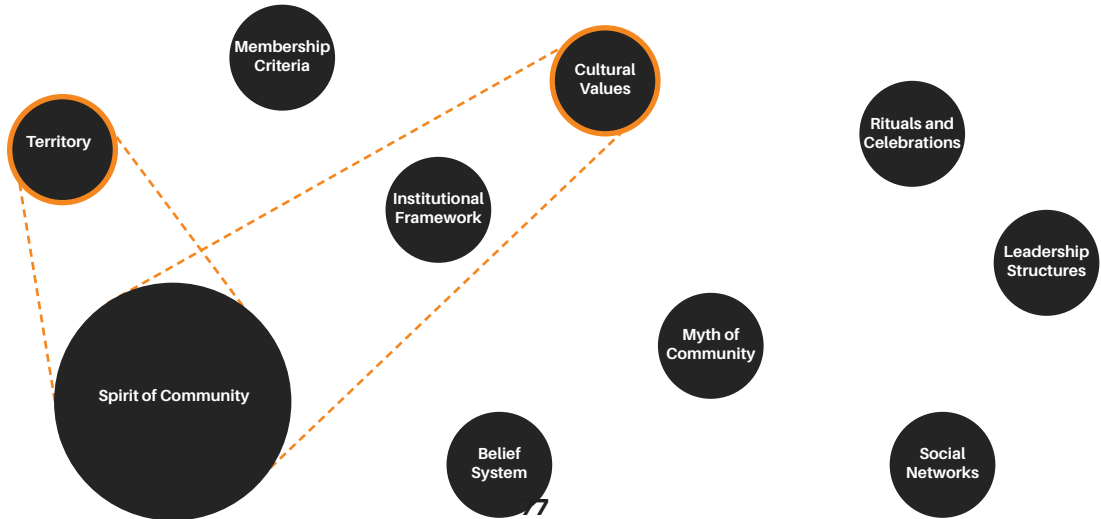 Membership
Criteria
Cultural
Values
Territory
Rituals and
Celebrations
Institutional
Framework
Leadership
Structures
Myth of
Community
Spirit of Community
Belief
System
Social
Networks
77